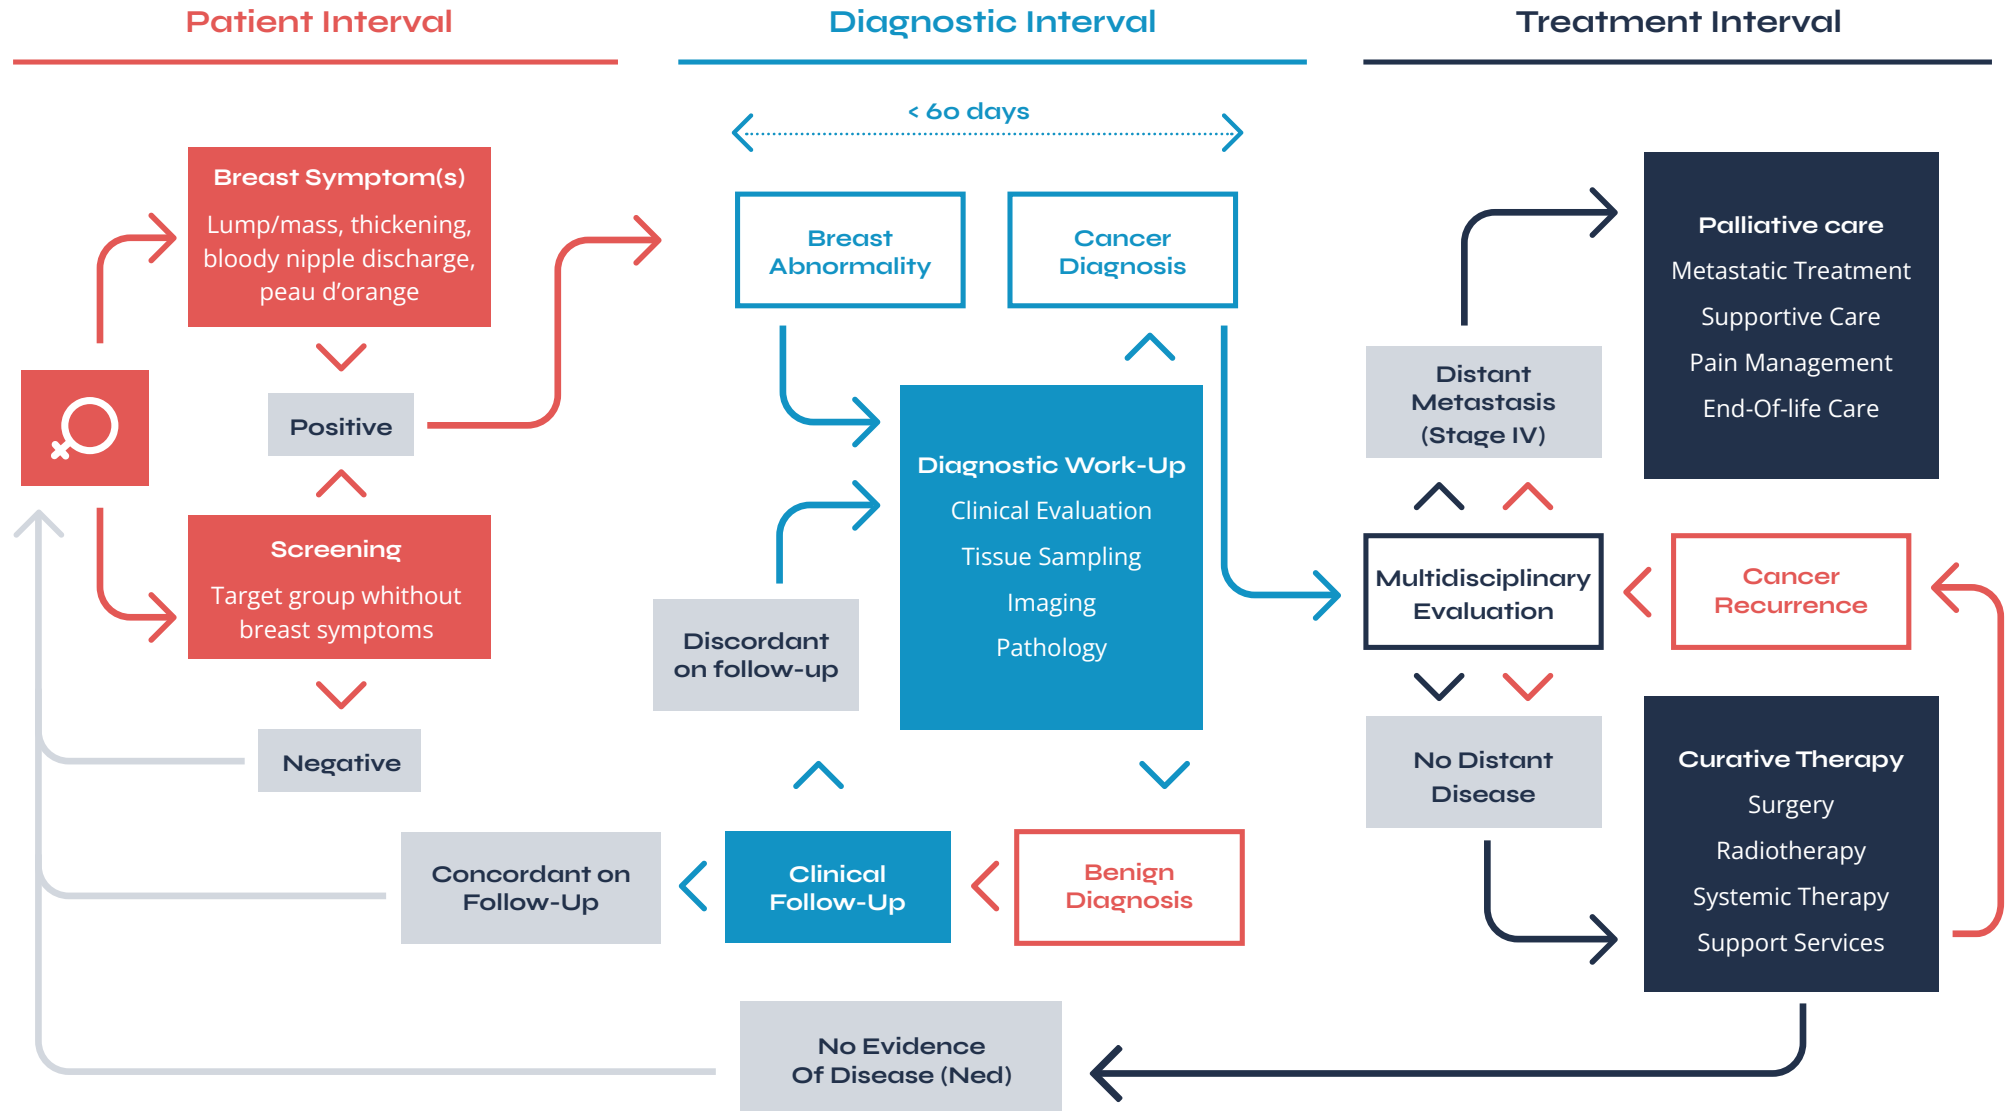 Patient Interval
Diagnostic Interval
Treatment Interval
< 60 days
Breast Symptom(s)
Lump/mass, thickening,
bloody nipple discharge,
peau d’orange
Positive
Screening
Target group whithout
breast symptoms
Negative
Breast
Abnormality
Cancer
Diagnosis
Diagnostic Work-Up
Clinical Evaluation
Tissue Sampling
Imaging
Pathology
Discordant
on follow-up
Concordant on
Follow-Up
Clinical
Follow-Up
Benign
Diagnosis
No Evidence
Of Disease (Ned)
Distant
Metastasis
(Stage IV)
Multidisciplinary
Evaluation
No Distant
Disease
Palliative care
Metastatic Treatment
Supportive Care
Pain Management
End-Of-life Care
Cancer
Recurrence
Curative Therapy
Surgery
Radiotherapy
Systemic Therapy
Support Services